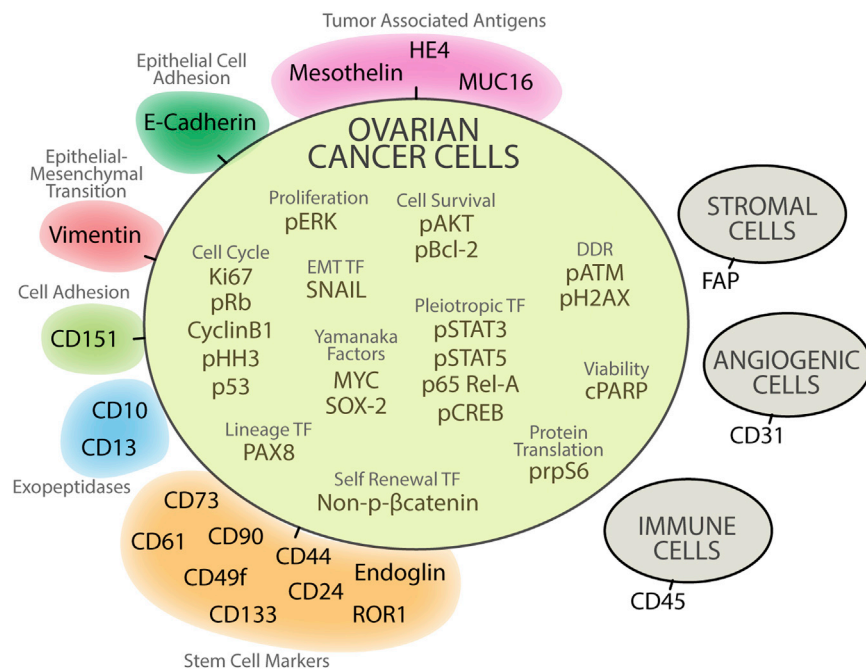 Tumor Associated Antigens
HE4
Mesothelin
MUC16
Epithelial Cell
Adhesion
E-Cadherin
Epithelial-
Mesenchymal
Transition
Vimentin
Cell Adhesion
CD151
CD10
CD13
Exopeptidases
CD73
CD61
CD90
CD44
CD49f
CD24
Endoglin
CD133
ROR1
Stem Cell Markers
OVARIAN
CANCER CELLS
Proliferation
pERK
Cell Survival
pAKT
pBcl-2
Cell Cycle
Ki67
pRb
CyclinB1
pHH3
p53
EMT TF
SNAIL
DDR
pATM
pH2AX
Yamanaka
Factors
MYC
SOX-2
Pleiotropic TF
pSTAT3
pSTAT5
p65 Rel-A
pCREB
Viability
cPARP
Lineage TF
PAX8
Protein
Translation
prpS6
Self Renewal TF
Non-p-βcatenin
STROMAL
CELLS
FAP
ANGIOGENIC
CELLS
CD31
IMMUNE
CELLS
CD45